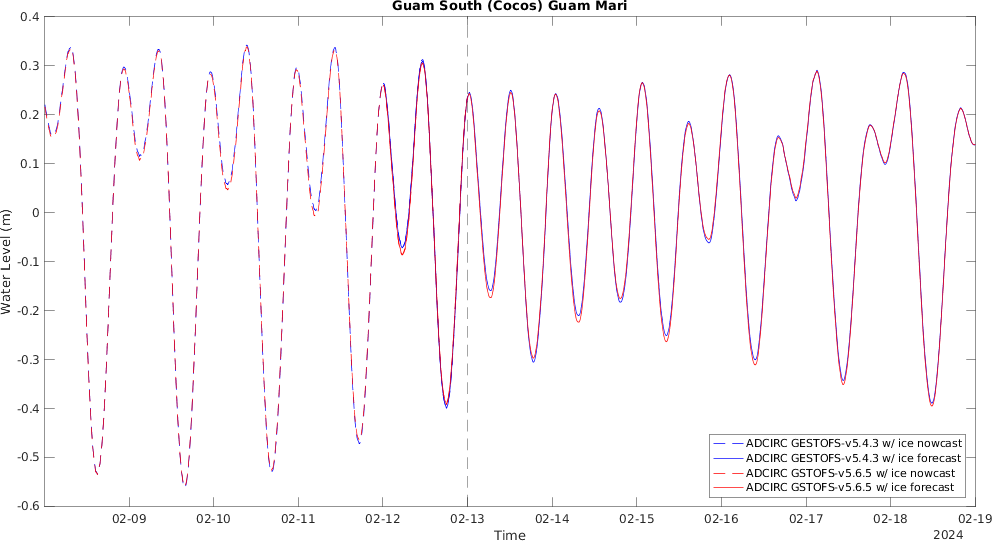 Guam South (Cocos) Guam Mari
0.4
0.3
0.2
0.1
0
-0.1
-0.2
-0.3
-0.4
-0.5
-0.6
Water Level (m)
ADCIRC GESTOFS-v5.4.3 w/ ice nowcast
ADCIRC GESTOFS-v5.4.3 w/ ice forecast
ADCIRC GSTOFS-v5.6.5 w/ ice nowcast
ADCIRC GSTOFS-v5.6.5 w/ ice forecast
02-09 02-10 02-11 02-12 02-13 02-14 02-15 02-16 02-17 02-18 02-19
Time
2024